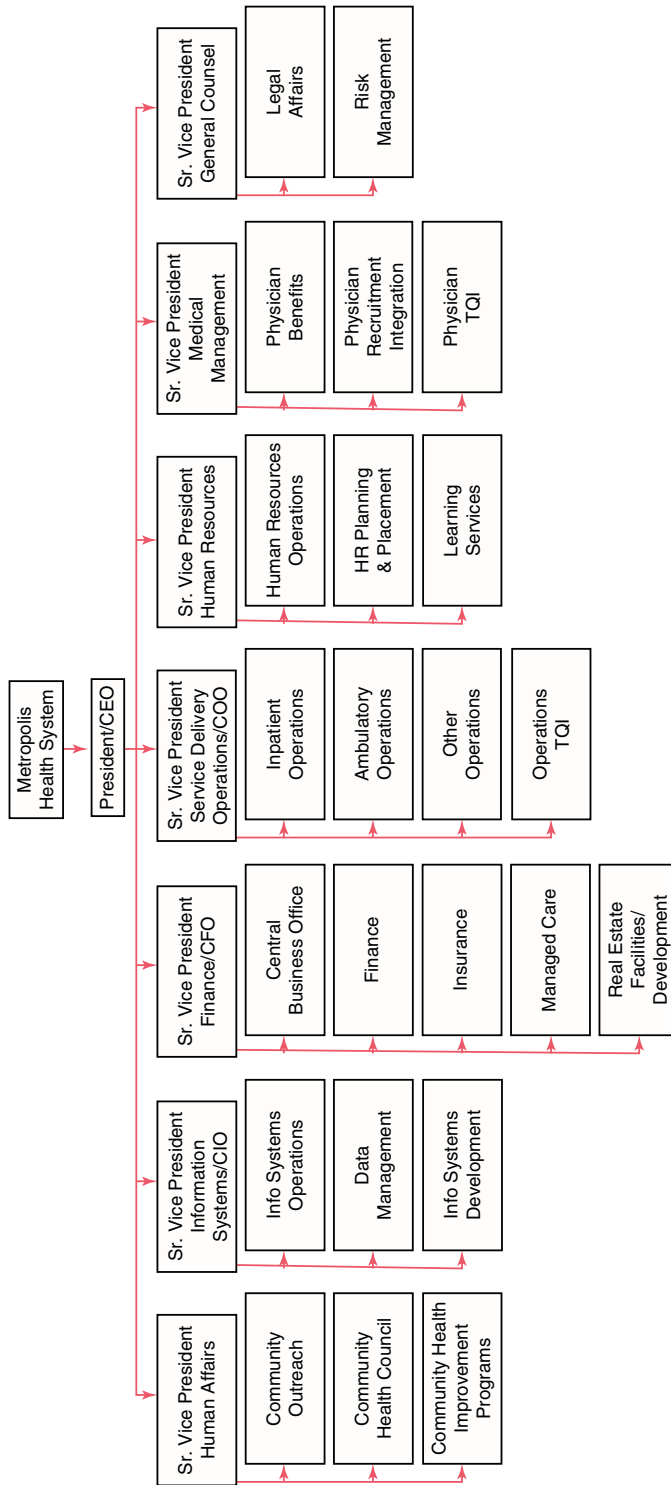 Metropolis
Health System
President/CEO
Sr. Vice President
Human Affairs
Community
Outreach
Community
Health Council
Community Health
Improvement
Programs
Sr. Vice President
Information
Systems/CIO
Info Systems
Operations
Data
Management
Info Systems
Development
Sr. Vice President
Finance/CFO
Central
Business Office
Finance
Insurance
Managed Care
Real Estate
Facilities/
Development
Sr. Vice President
Service Delivery
Operations/COO
Inpatient
Operations
Ambulatory
Operations
Other
Operations
Operations
TQI
Sr. Vice President
Human Resources
Human Resources
Operations
HR Planning
& Placement
Learning
Services
Sr. Vice President
Medical
Management
Physician
Benefits
Physician
Recruitment
Integration
Physician
TQI
Sr. Vice President
General Counsel
Legal
Affairs
Risk
Management